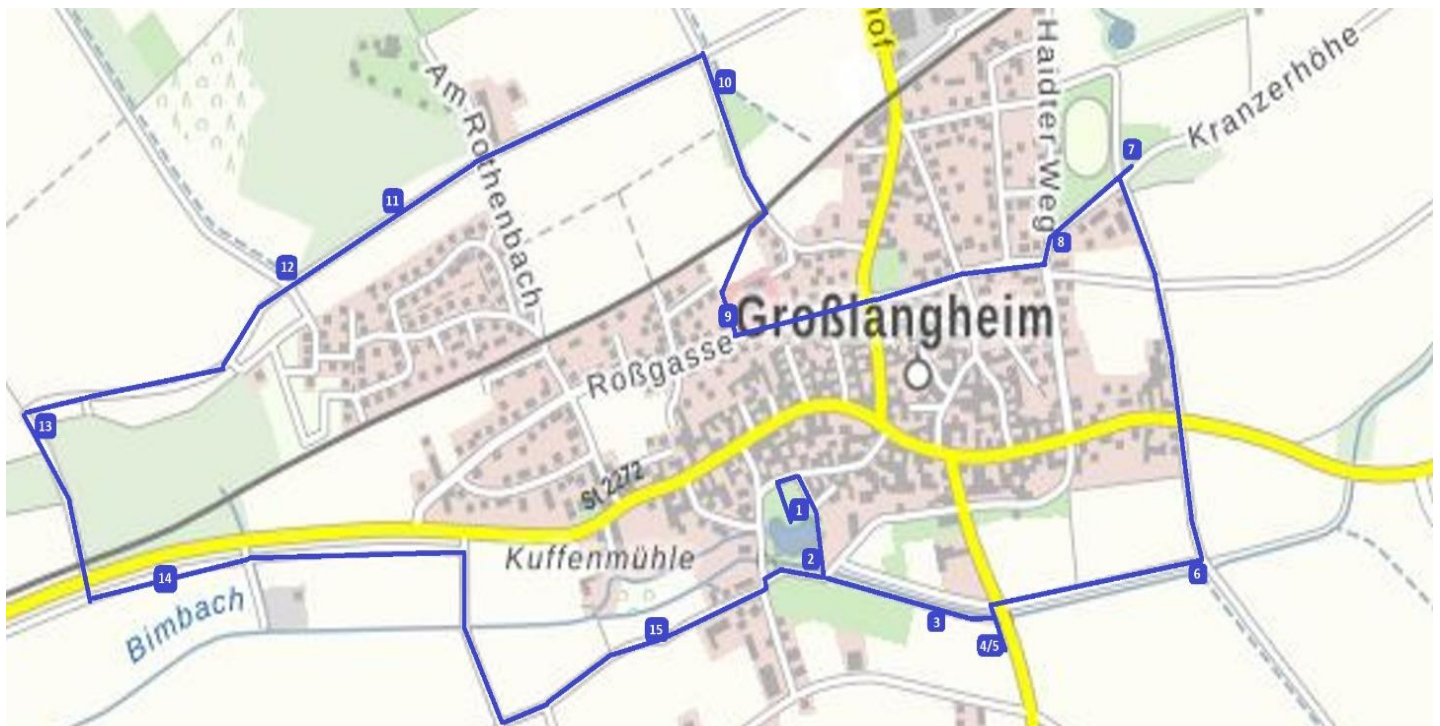 hof
Haidter Weg
Kranzerhöhe
Am Rothenbach
10
7
11
8
12
9
Großlangheim
Roßgasse
13
St 2272
1
Kuffenmühle
2
6
14
Bimbach
3
15
4/5